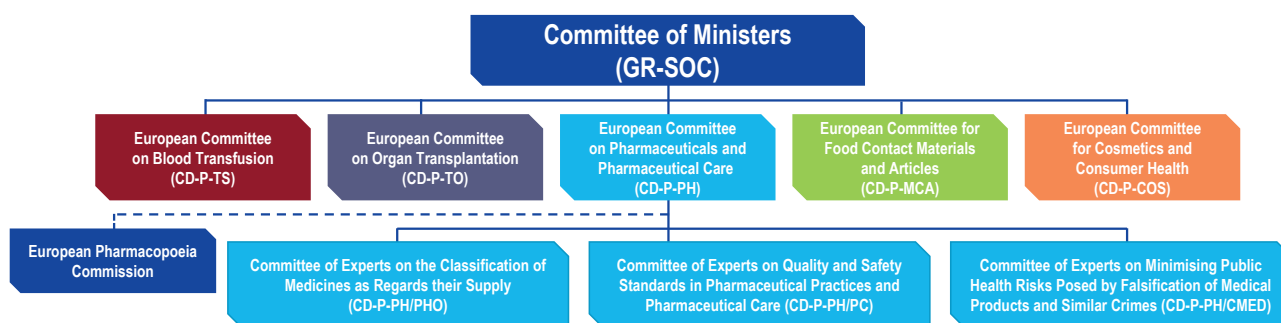 Committee of Ministers
(GR-SOC)
European Committee
on Blood Transfusion
(CD-P-TS)
European Committee
on Organ Transplantation
(CD-P-TO)
European Committee
on Pharmaceuticals and
Pharmaceutical Care
(CD-P-PH)
European Committee for
Food Contact Materials
and Articles
(CD-P-MCA)
European Committee
for Cosmetics and
Consumer Health
(CD-P-COS)
European Pharmacopoeia
Commission
Committee of Experts on the Classification of
Medicines as Regards their Supply
(CD-P-PH/PHO)
Committee of Experts on Quality and Safety
Standards in Pharmaceutical Practices and
Pharmaceutical Care (CD-P-PH/PC)
Committee of Experts on Minimising Public
Health Risks Posed by Falsification of Medical
Products and Similar Crimes (CD-P-PH/CMED)